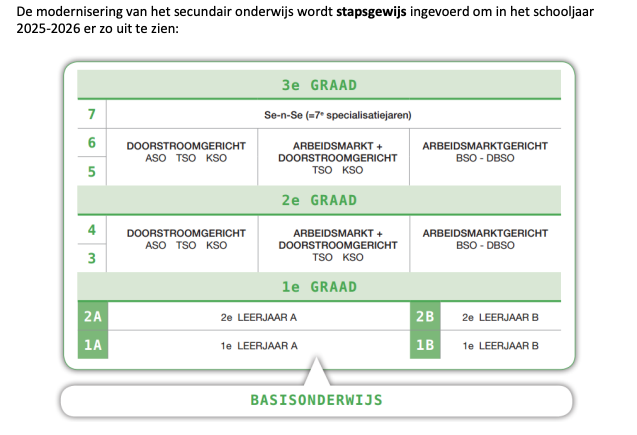 De modernisering van het secundair onderwijs wordt stapsgewijs ingevoerd om in het schooljaar
2025-2026 er zo uit te zien:
3e GRAAD
7 Se-n-Se (=7e specialisatiejaren)
6
5
DOORSTROOMGERICHT
ASO TSO KSO
ARBEIDSMARKT +
DOORSTROOMGERICHT
TSO KSO
ARBEIDSMARKTGERICHT
BSO - DBSO
2e GRAAD
4
3
DOORSTROOMGERICHT
ASO TSO KSO
ARBEIDSMARKT +
DOORSTROOMGERICHT
TSO KSO
ARBEIDSMARKTGERICHT
BSO - DBSO
1e GRAAD
2A 2e LEERJAAR A 2B 2e LEERJAAR B
1A 1e LEERJAAR A 1B 1e LEERJAAR B
BASISONDERWIJS